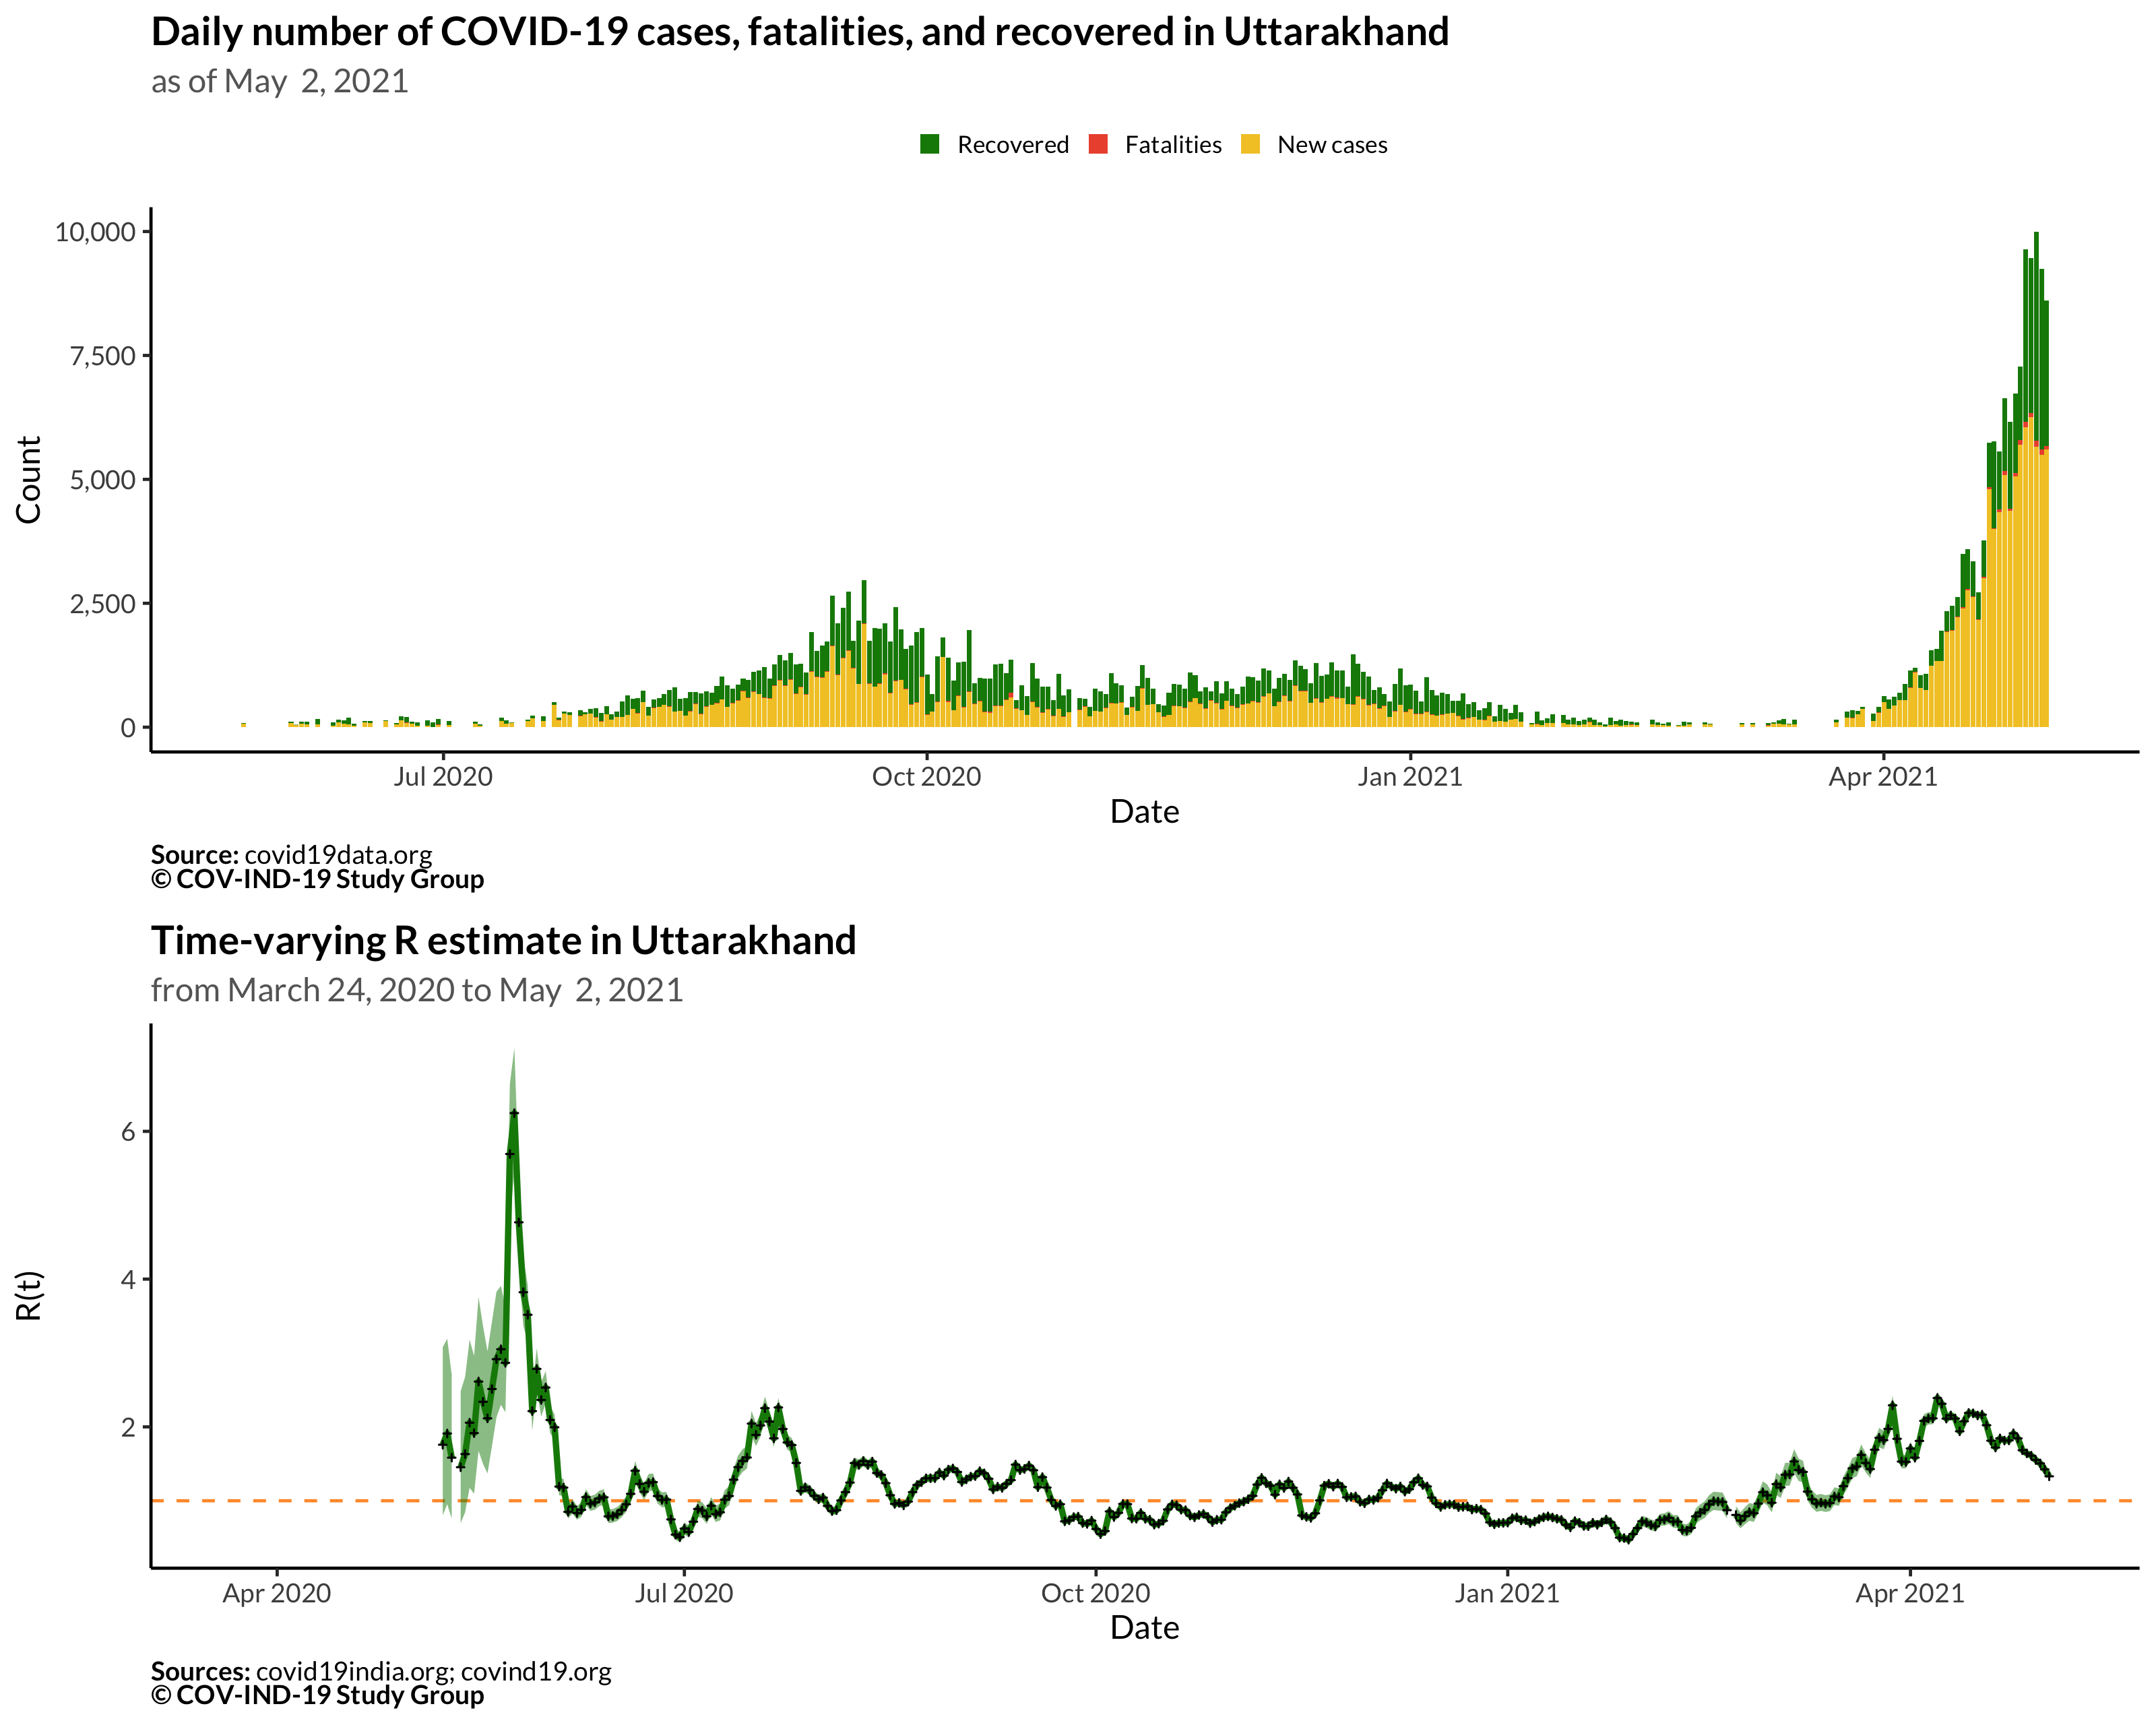 Daily number of COVID-19 cases, fatalities, and recovered in Uttarakhand
as of May  2, 2021
Recovered Fatalities New cases
10,000
7,500
5,000
2,500
0
Count
Jul 2020 Oct 2020 Jan 2021 Apr 2021
Date
Source: covid19data.org
© COV-IND-19 Study Group
Time-varying R estimate in Uttarakhand
from March 24, 2020 to May  2, 2021
6
4
2
R(t)
Apr 2020 Jul 2020 Oct 2020 Jan 2021 Apr 2021
Date
Sources: covid19india.org; covind19.org
© COV-IND-19 Study Group